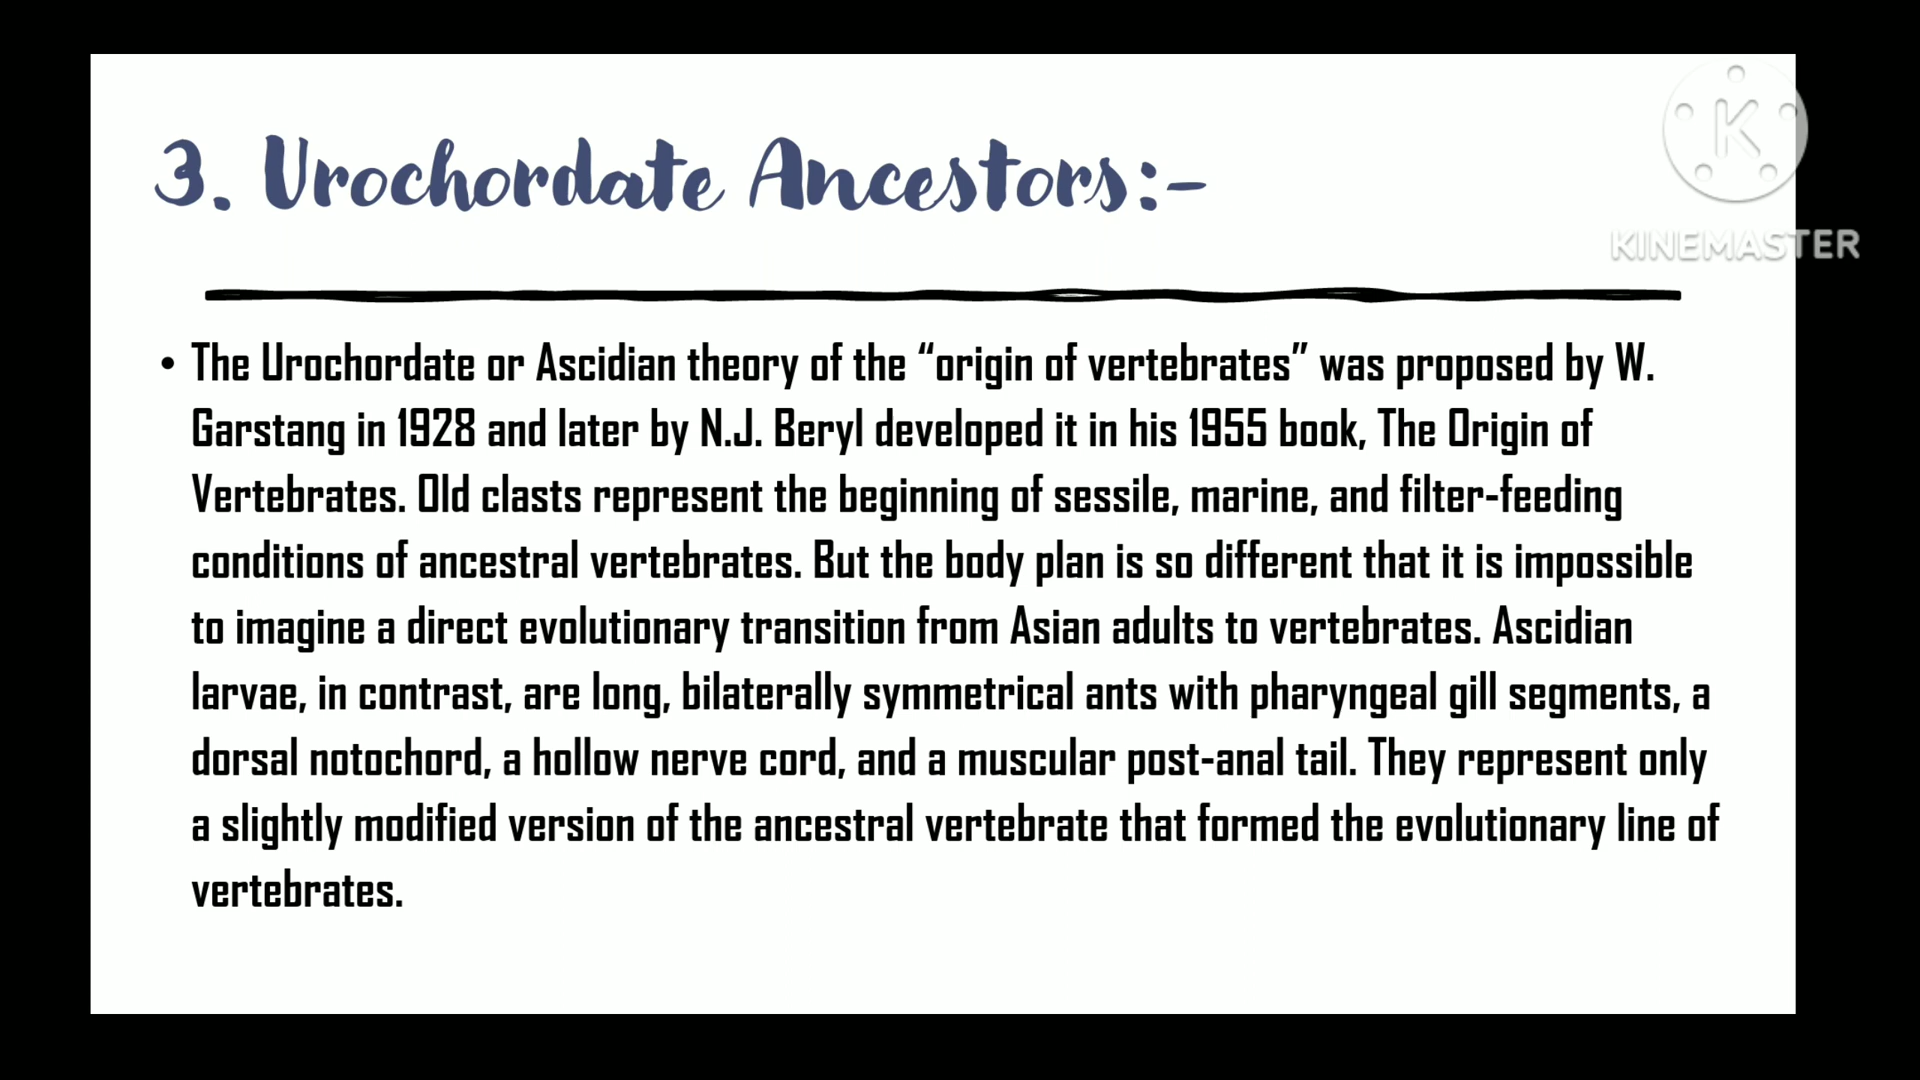 3. Urochordate Ancestors:-
K
KINEMASTER
• The Urochordate or Ascidian theory of the “origin of vertebrates” was proposed by W.
Garstang in 1928 and later by N.J. Beryl developed it in his 1955 book, The Origin of
Vertebrates. Old clasts represent the beginning of sessile, marine, and filter-feeding
conditions of ancestral vertebrates. But the body plan is so different that it is impossible
to imagine a direct evolutionary transition from Asian adults to vertebrates. Ascidian
larvae, in contrast, are long, bilaterally symmetrical ants with pharyngeal gill segments, a
dorsal notochord, a hollow nerve cord, and a muscular post-anal tail. They represent only
a slightly modified version of the ancestral vertebrate that formed the evolutionary line of
vertebrates.